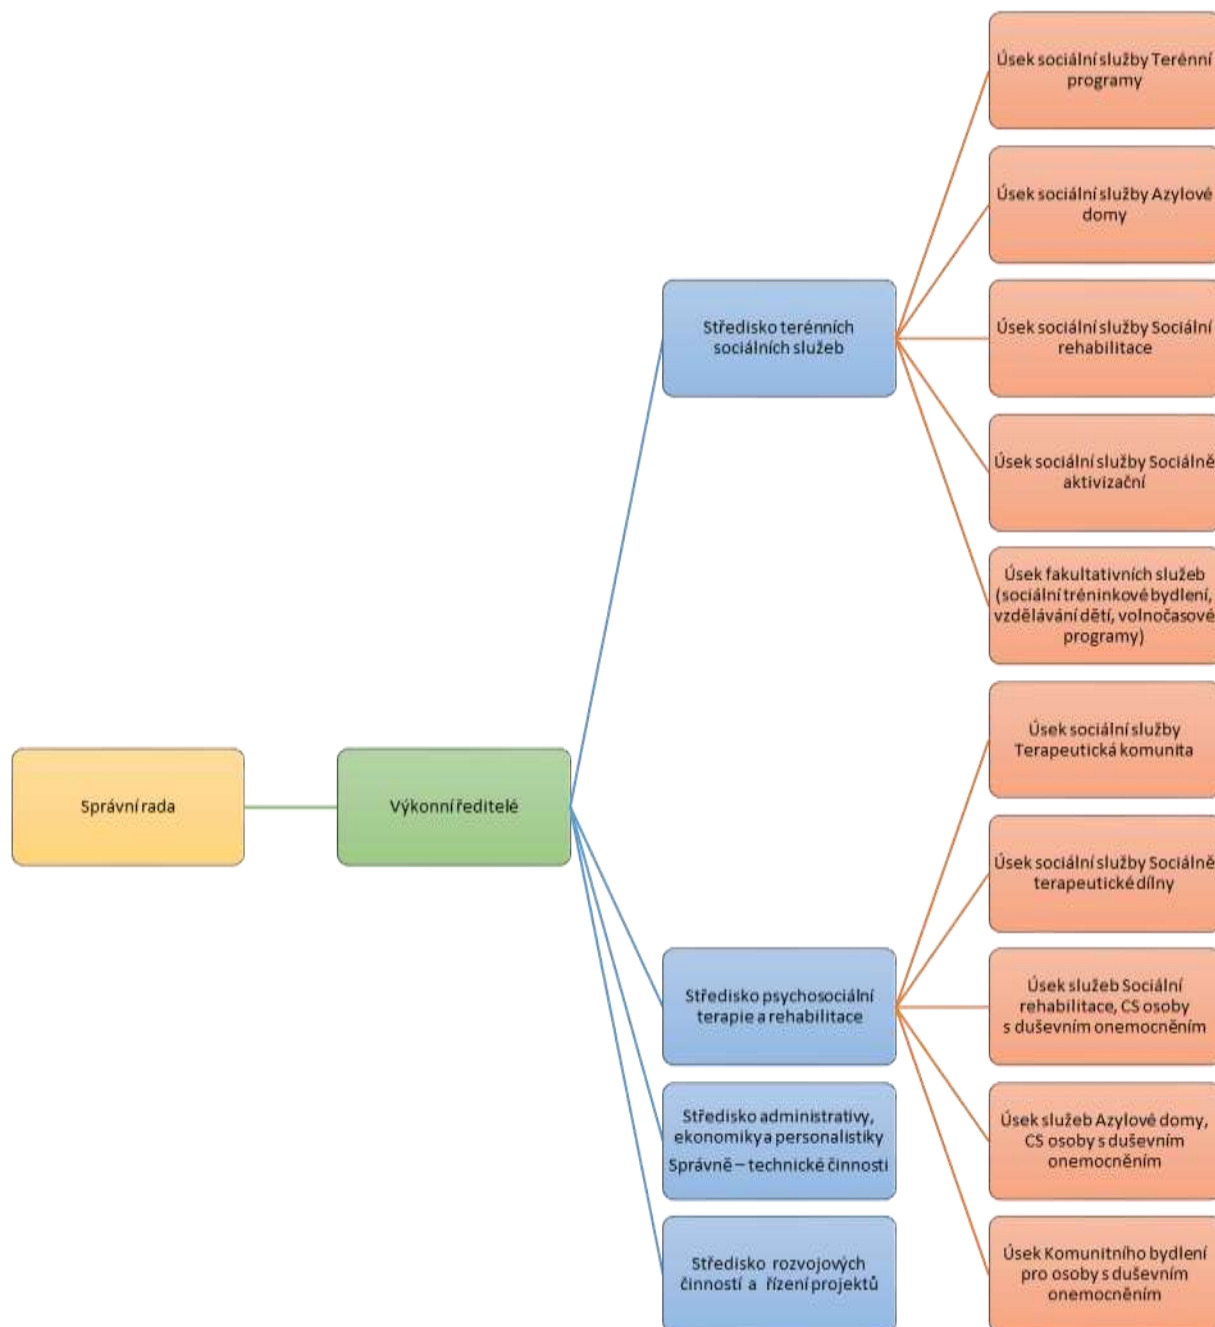 Správní rada
Výkonní ředitelé
Středisko terénních
sociálních služeb
Úsek sociální služby Terénní
programy
Úsek sociální služby Azylové
domy
Úsek sociální služby Sociální
rehabilitace
Úsek sociální služby Sociálně
aktivizační
Úsek fakultativních služeb
(sociální tréninkové bydlení,
vzdělávání dětí, volnočasové
programy)
Středisko psychosociální
terapie a rehabilitace
Úsek sociální služby
Terapeutická komunita
Úsek sociální služby Sociálně
terapeutické dílny
Úsek služeb Sociální
rehabilitace, CS osoby
s duševním onemocněním
Úsek služeb Azylové domy,
CS osoby s duševním
onemocněním
Úsek Komunitního bydlení
pro osoby s duševním
onemocněním
Středisko administrativy,
ekonomiky a personalistiky
Správně – technické činnosti
Středisko rozvojových
činností a řízení projektů